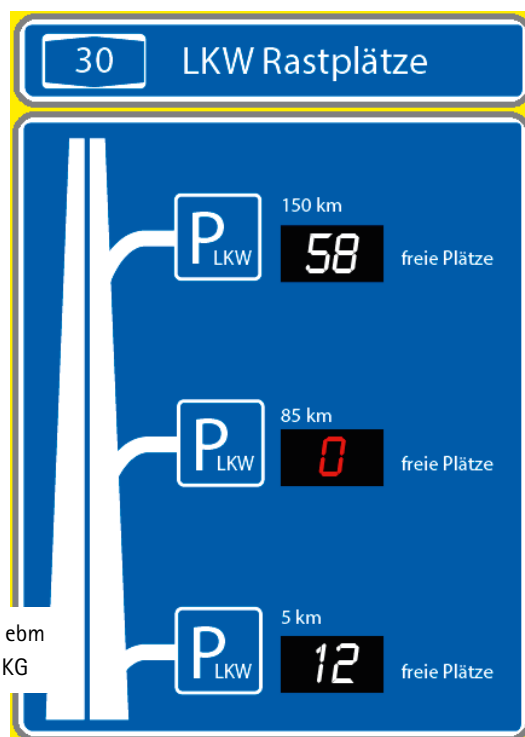 30 LKW Rastplätze
150 km
P LKW 58 freie Plätze
85 km
P LKW 0 freie Plätze
5 km
ebm
P LKW 12 freie Plätze
KG